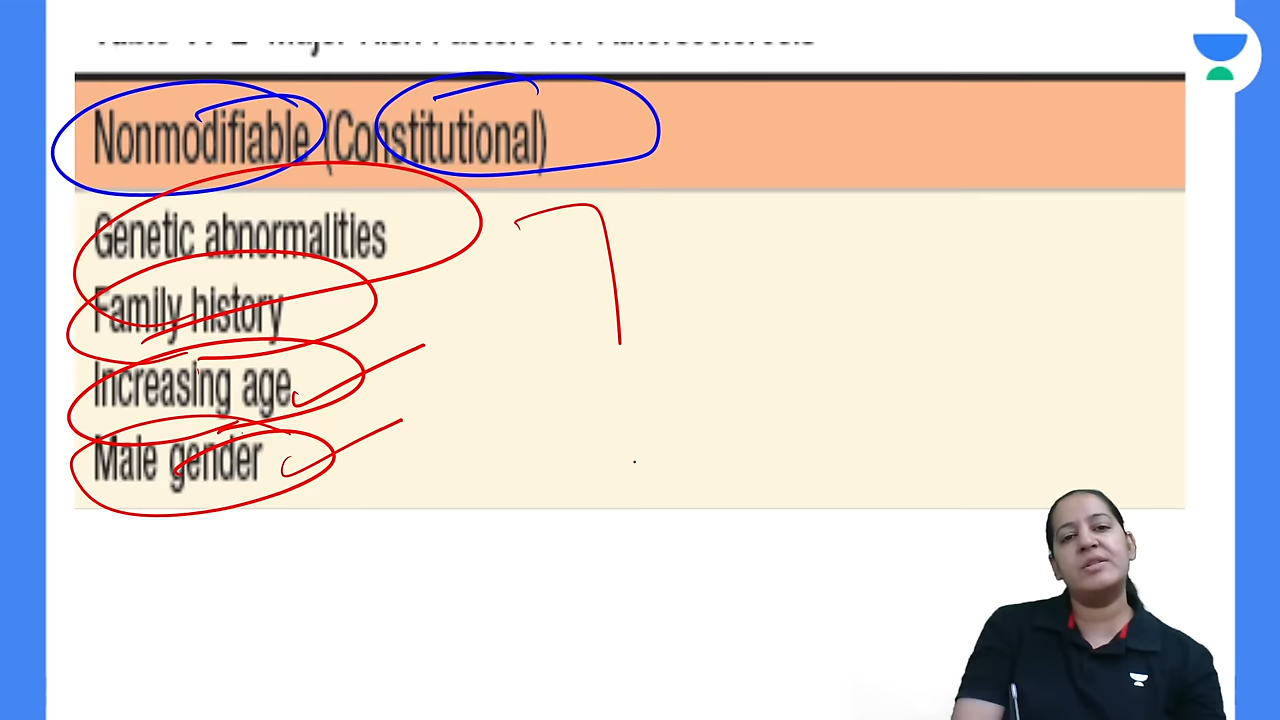 Nonmodifiable (Constitutional)
Genetic abnormalities
Family history
Increasing age
Male gender